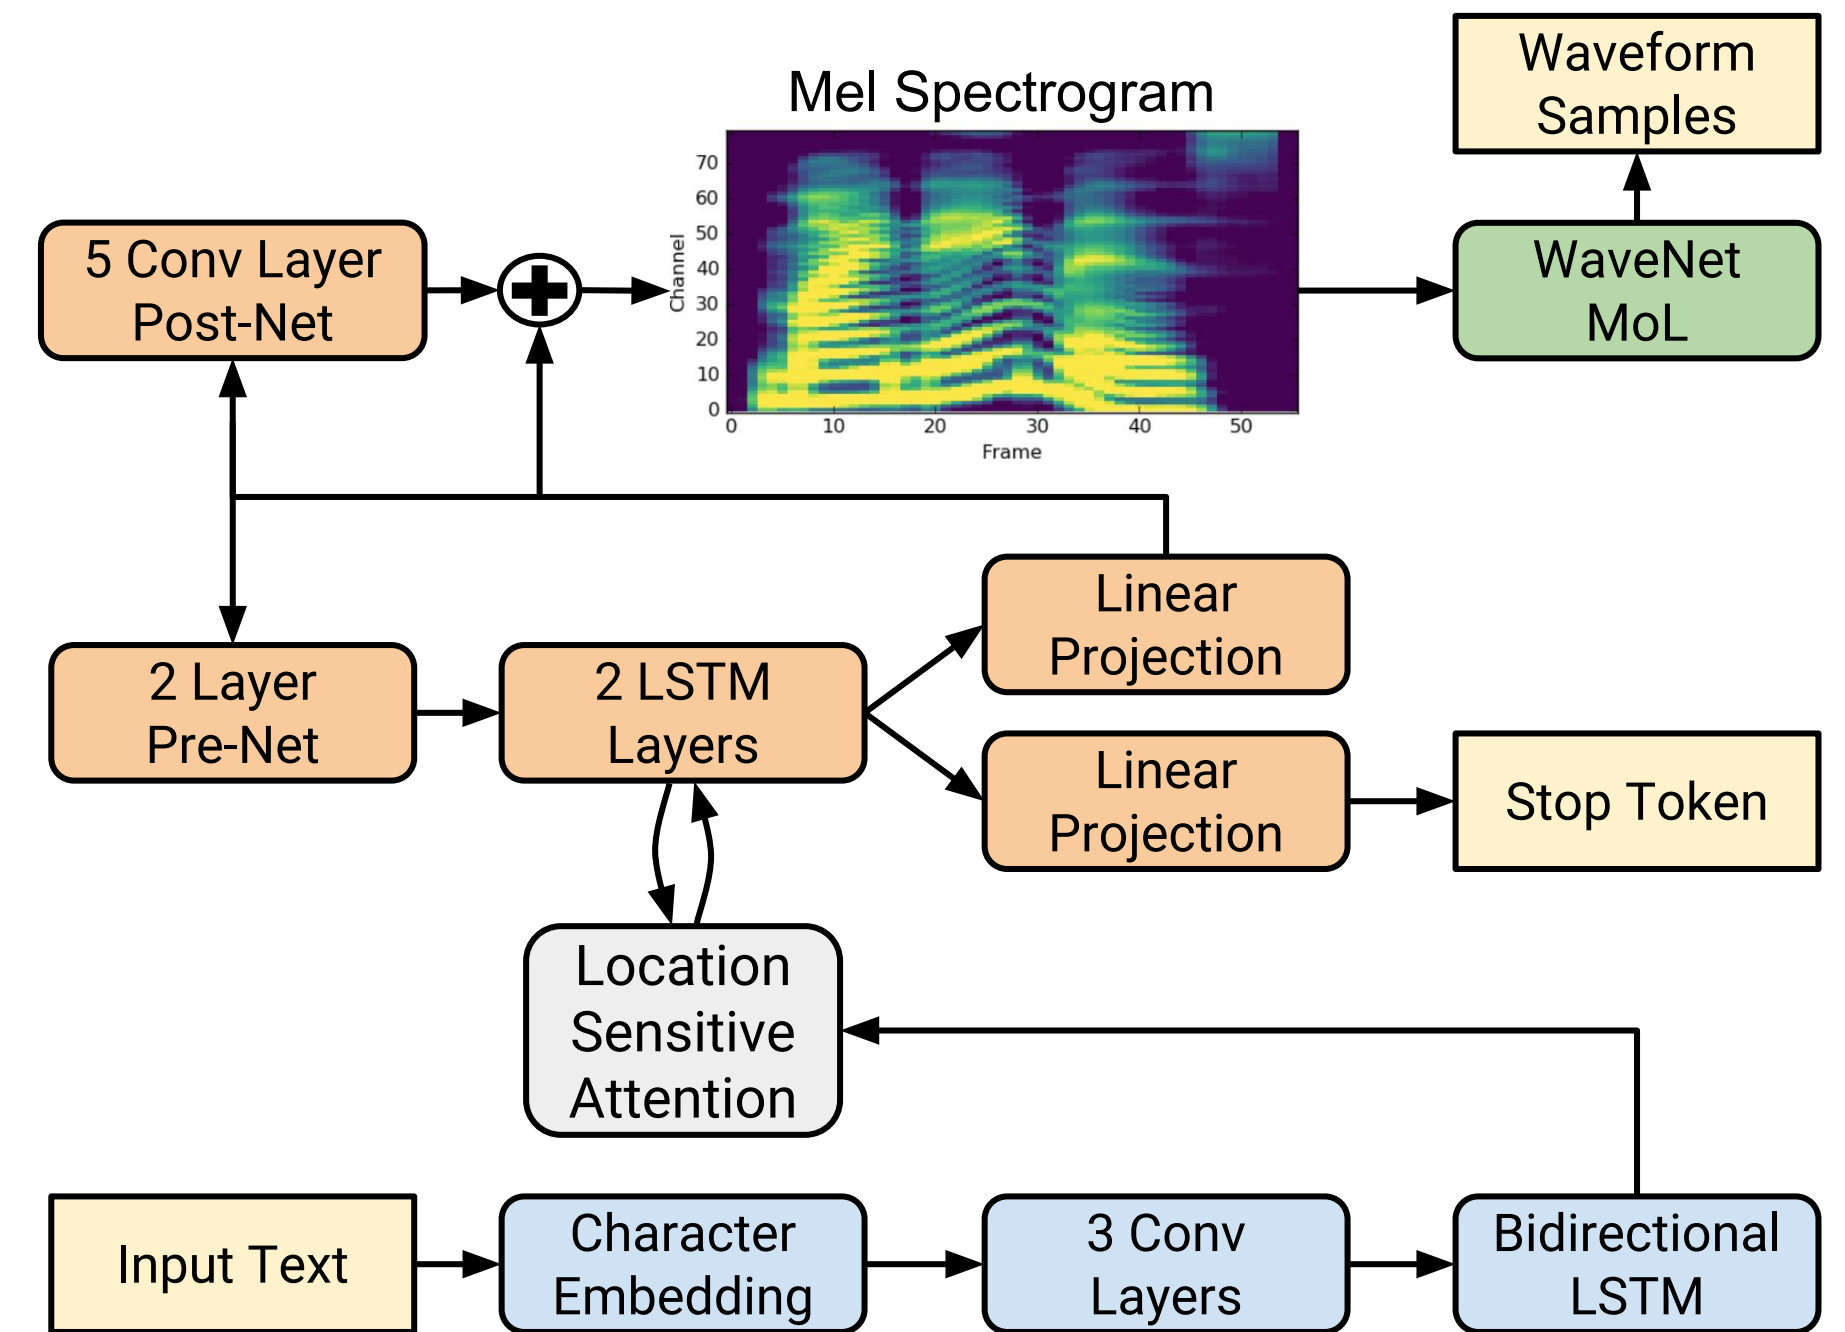 Waveform
Samples
Mel Spectrogram
70
60
50
40
30
20
10
0
Channel
0 10 20 30 40 50
Frame
5 Conv Layer
Post-Net
WaveNet
MoL
Linear
Projection
2 Layer
Pre-Net
2 LSTM
Layers
Linear
Projection
Stop Token
Location
Sensitive
Attention
Input Text
Character
Embedding
3 Conv
Layers
Bidirectional
LSTM